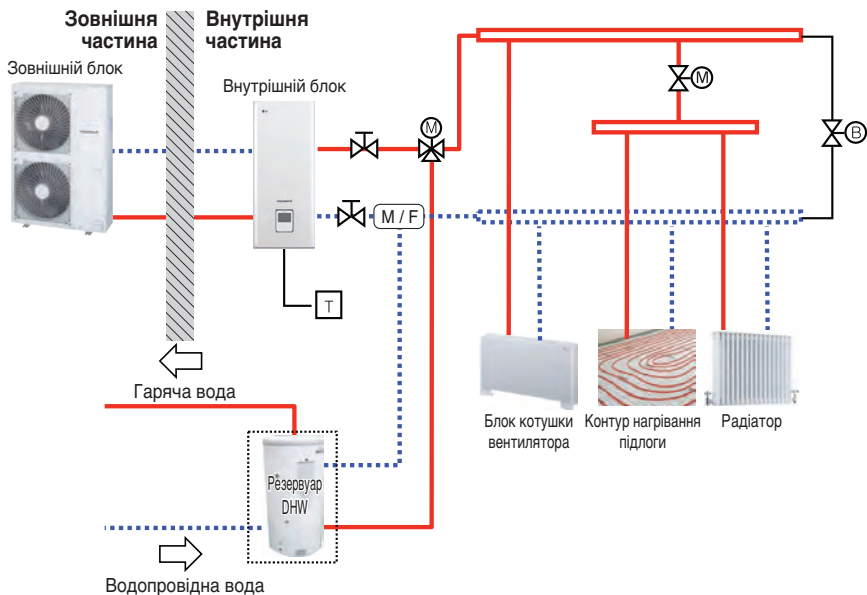 Зовнішня
частина
Внутрішня
частина
Зовнішній блок
Внутрішній блок
M
M
B
M / F
T
Гаряча вода
Резервуар
DHW
Водопровідна вода
Блок котушки
вентилятора
Контур нагрівання
підлоги
Радіатор